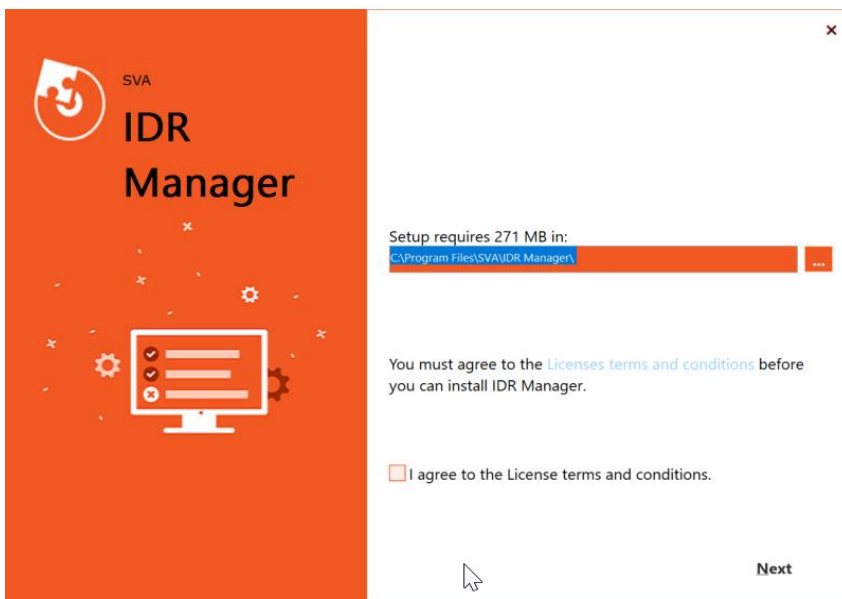 SVA
IDR
Manager
Setup requires 271 MB in:
C:\Program Files\SVA\IDR Manager\
...
You must agree to the Licenses terms and conditions before
you can install IDR Manager.
I agree to the License terms and conditions.
Next